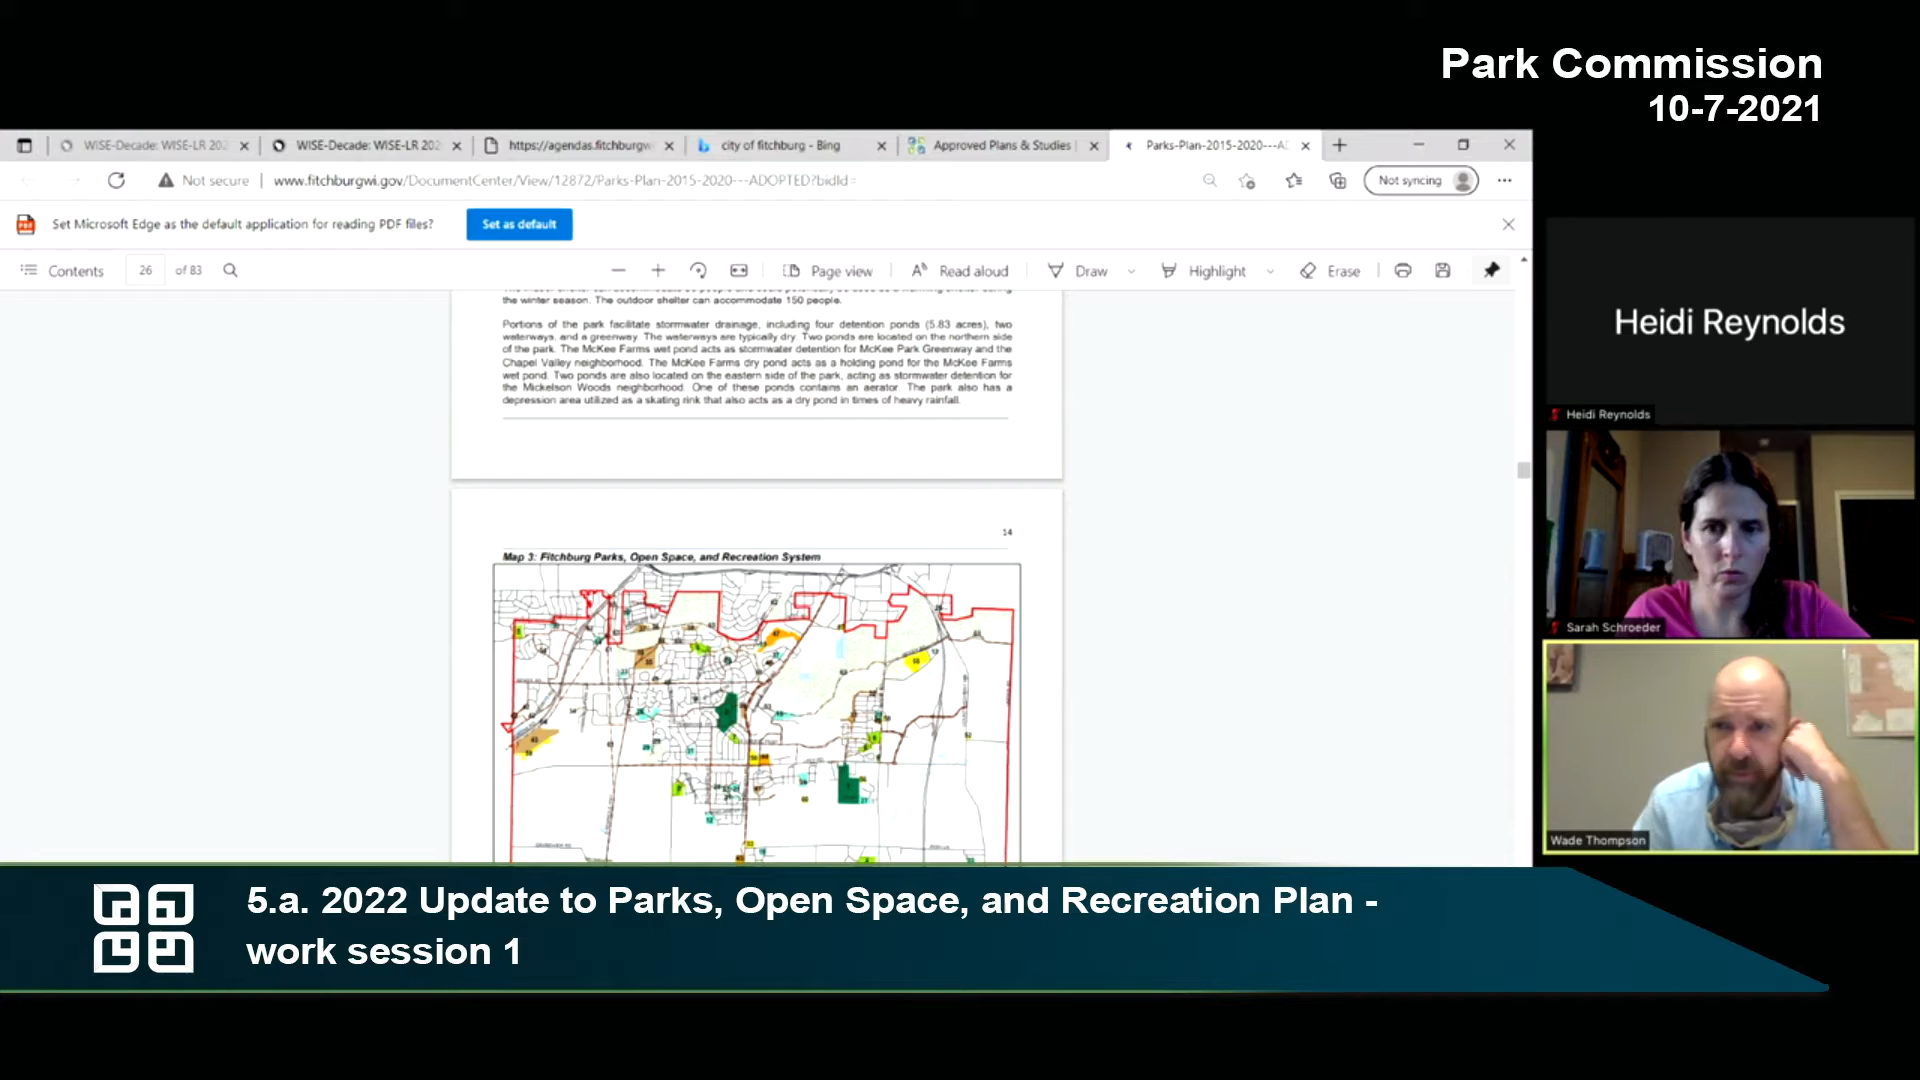 Park Commission
10-7-2021
WISE-Decade: WISE-LR 202
WISE-Decade: WISE-LR 202
https://agendas.fitchburgw
city of fitchburg - Bing
Approved Plans & Studies
Parks-Plan-2015-2020---AD
Not secure
www.fitchburgwi.gov/DocumentCenter/View/12872/Parks-Plan-2015-2020---ADOPTED?bidId=
Not syncing
Set Microsoft Edge as the default application for reading PDF files?
Set as default
Contents
26
of 83
Page view
Read aloud
Draw
Highlight
Erase
the winter season. The outdoor shelter can accommodate 150 people.
Portions of the park facilitate stormwater drainage, including four detention ponds (5.83 acres), two
waterways, and a greenway. The waterways are typically dry. Two ponds are located on the northern side
of the park. The McKee Farms wet pond acts as stormwater detention for McKee Park Greenway and the
Chapel Valley neighborhood. The McKee Farms dry pond acts as a holding pond for the McKee Farms
wet pond. Two ponds are also located on the eastern side of the park, acting as stormwater detention for
the Mickelson Woods neighborhood. One of these ponds contains an aerator. The park also has a
depression area utilized as a skating rink that also acts as a dry pond in times of heavy rainfall.
14
Map 3: Fitchburg Parks, Open Space, and Recreation System
Heidi Reynolds
Heidi Reynolds
Sarah Schroeder
Wade Thompson
5.a. 2022 Update to Parks, Open Space, and Recreation Plan -
work session 1